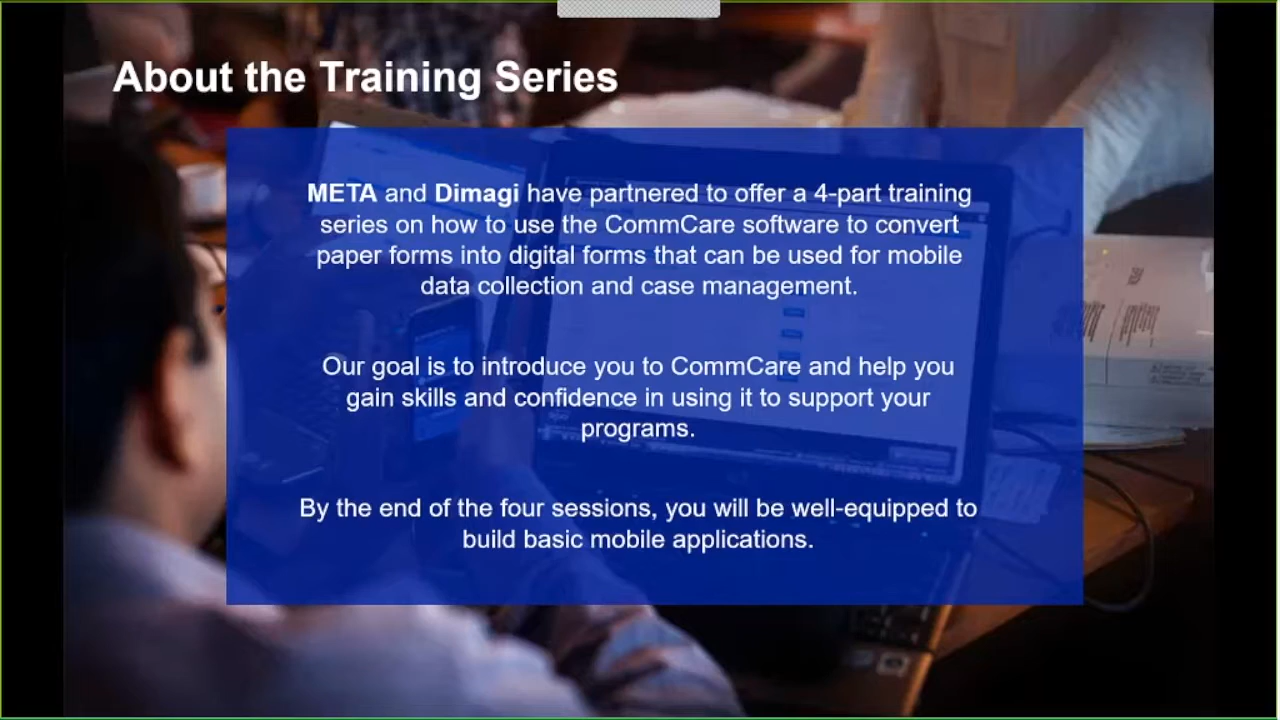 About the Training Series
META and Dimagi have partnered to offer a 4-part training
series on how to use the CommCare software to convert
paper forms into digital forms that can be used for mobile
data collection and case management.
Our goal is to introduce you to CommCare and help you
gain skills and confidence in using it to support your
programs.
By the end of the four sessions, you will be well-equipped to
build basic mobile applications.